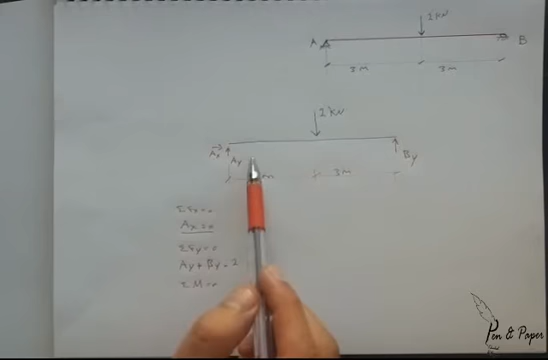 2 kN
A B
3 m 3 m
2 kN
Ax Ay By
m 3 m
ΣFx=0
Ax=0
ΣFy=0
Ay+By=2
ΣM=0
Pen & Paper